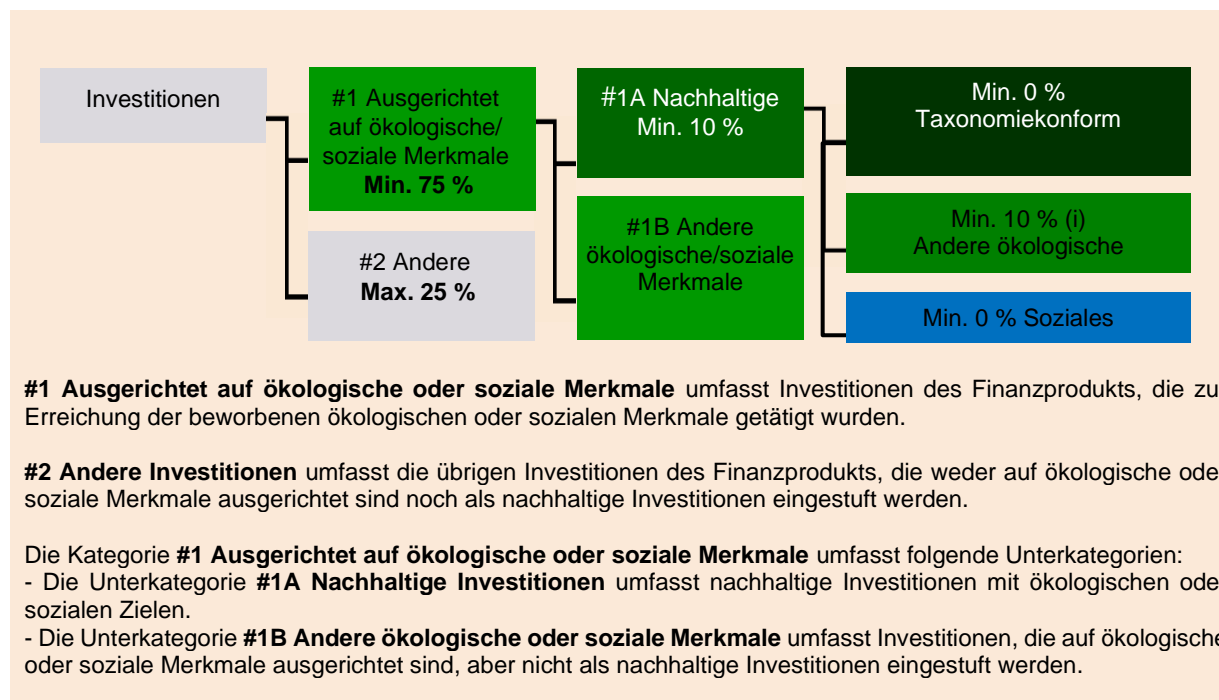 Investitionen
#1 Ausgerichtet
auf ökologische/
soziale Merkmale
Min. 75 %
#2 Andere
Max. 25 %
#1A Nachhaltige
Min. 10 %
#1B Andere
ökologische/soziale
Merkmale
Min. 0 %
Taxonomiekonform
Min. 10 % (i)
Andere ökologische
Min. 0 % Soziales
#1 Ausgerichtet auf ökologische oder soziale Merkmale umfasst Investitionen des Finanzprodukts, die zu
Erreichung der beworbenen ökologischen oder sozialen Merkmale getätigt wurden.
#2 Andere Investitionen umfasst die übrigen Investitionen des Finanzprodukts, die weder auf ökologische ode
soziale Merkmale ausgerichtet sind noch als nachhaltige Investitionen eingestuft werden.
Die Kategorie #1 Ausgerichtet auf ökologische oder soziale Merkmale umfasst folgende Unterkategorien:
- Die Unterkategorie #1A Nachhaltige Investitionen umfasst nachhaltige Investitionen mit ökologischen ode
sozialen Zielen.
- Die Unterkategorie #1B Andere ökologische oder soziale Merkmale umfasst Investitionen, die auf ökologische
oder soziale Merkmale ausgerichtet sind, aber nicht als nachhaltige Investitionen eingestuft werden.